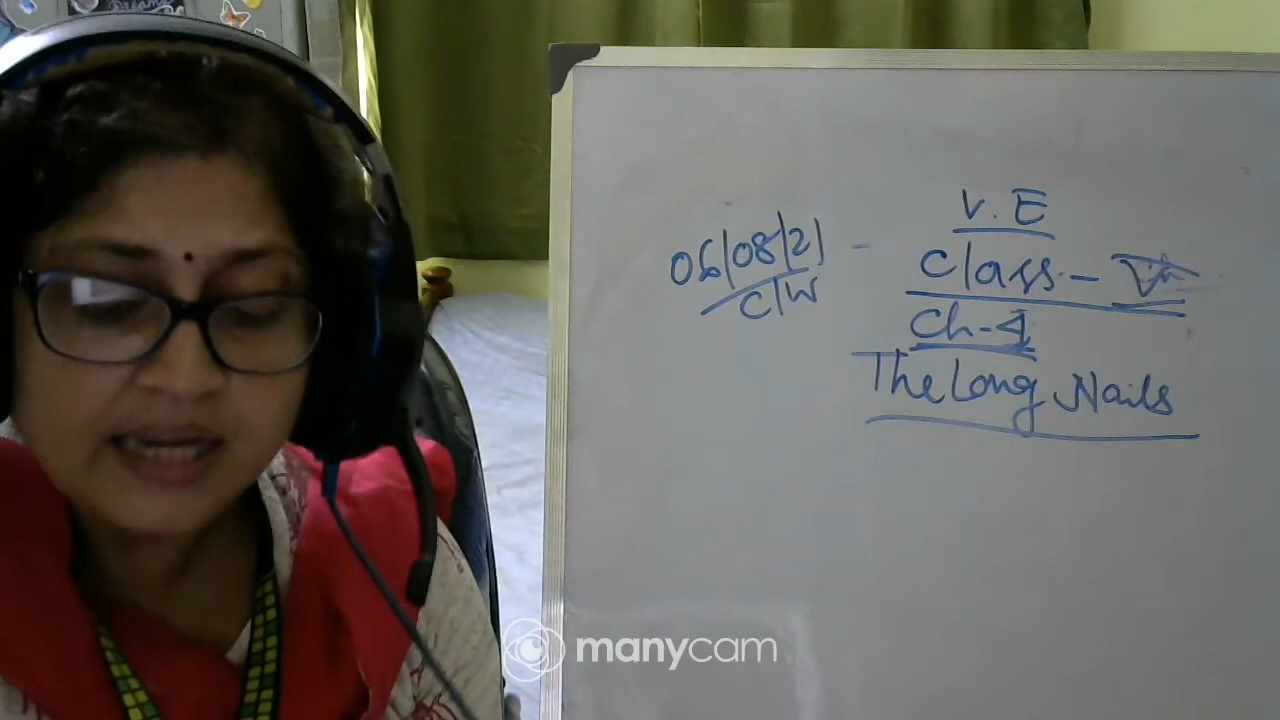 V. E
06/08/21 -
C/W
Class -
Ch-4
The Long Nails
manycam